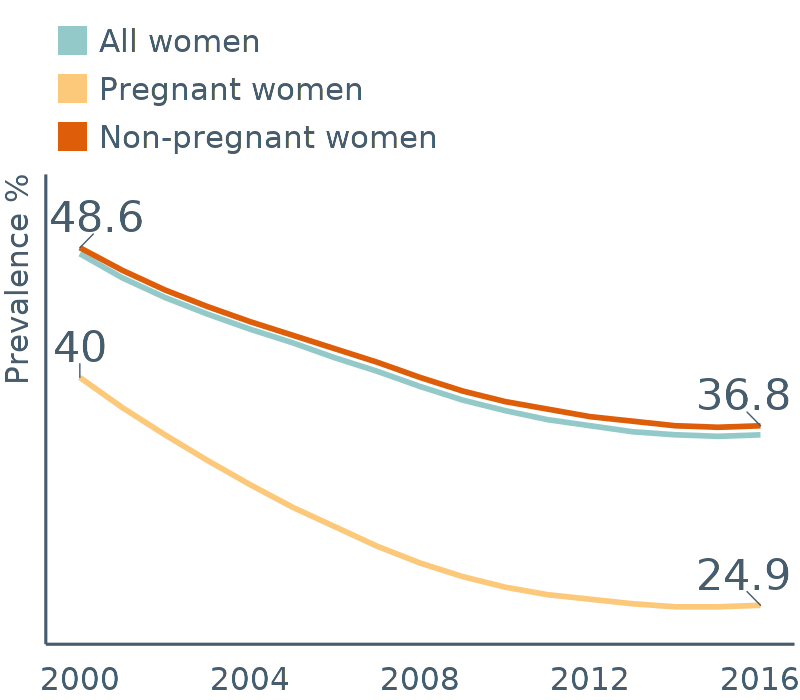 All women
Pregnant women
Non-pregnant women
Prevalence %
48.6
40
36.8
24.9
2000 2004 2008 2012 2016